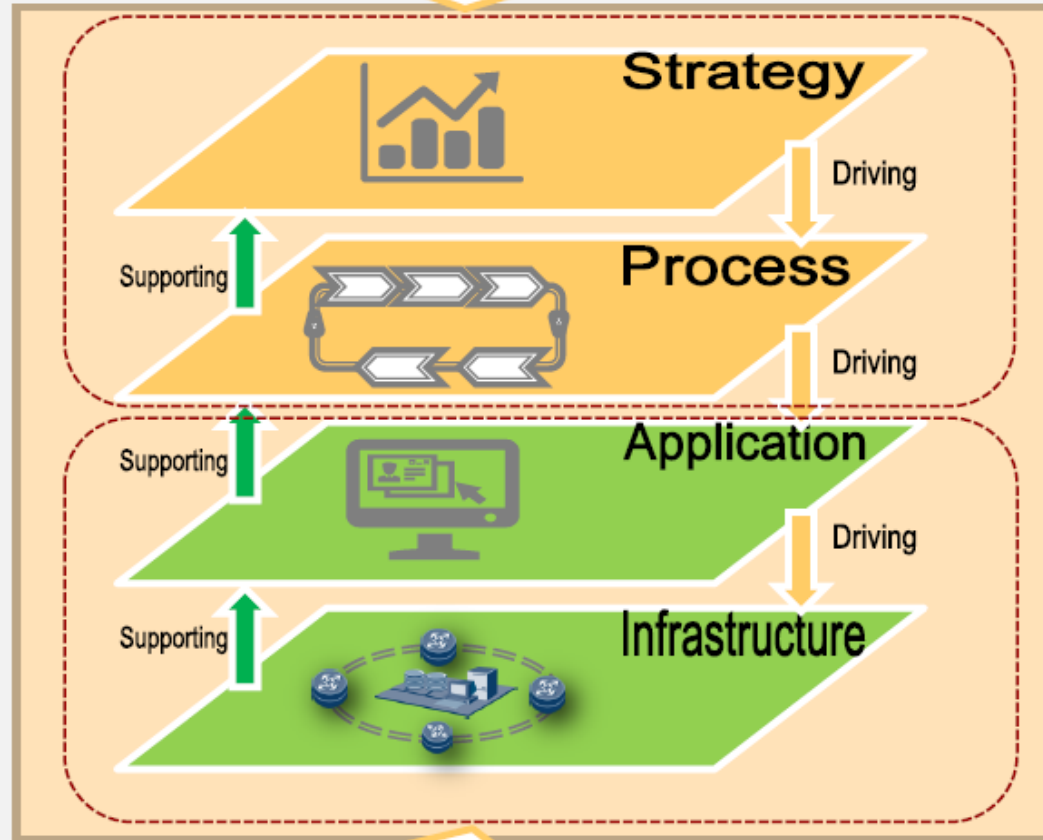 Strategy
Driving
Supporting
Process
Driving
Supporting
Application
Driving
Supporting
Infrastructure